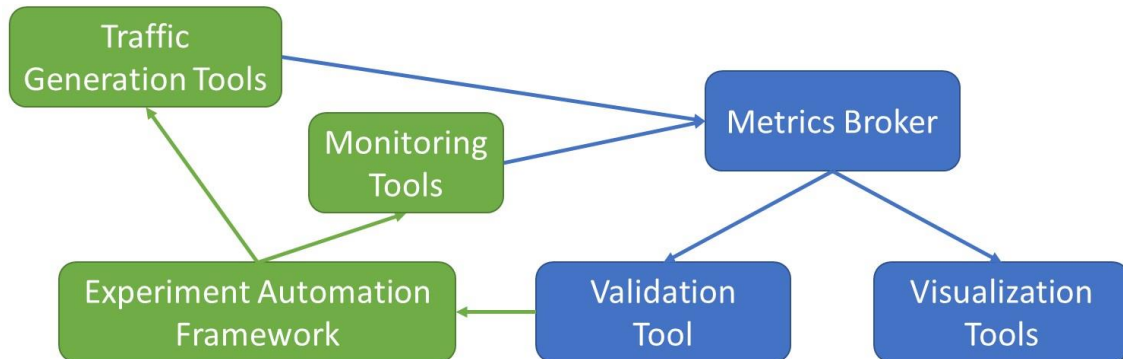 Traffic
Generation Tools
Metrics Broker
Monitoring
Tools
Experiment Automation
Framework
Validation
Tool
Visualization
Tools